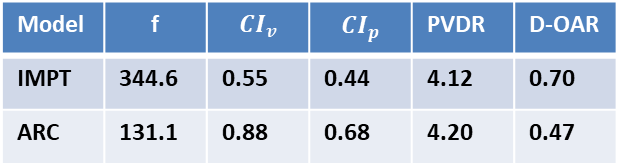 Model f CIᵥ CIₚ PVDR D-OAR
IMPT 344.6 0.55 0.44 4.12 0.70
ARC 131.1 0.88 0.68 4.20 0.47